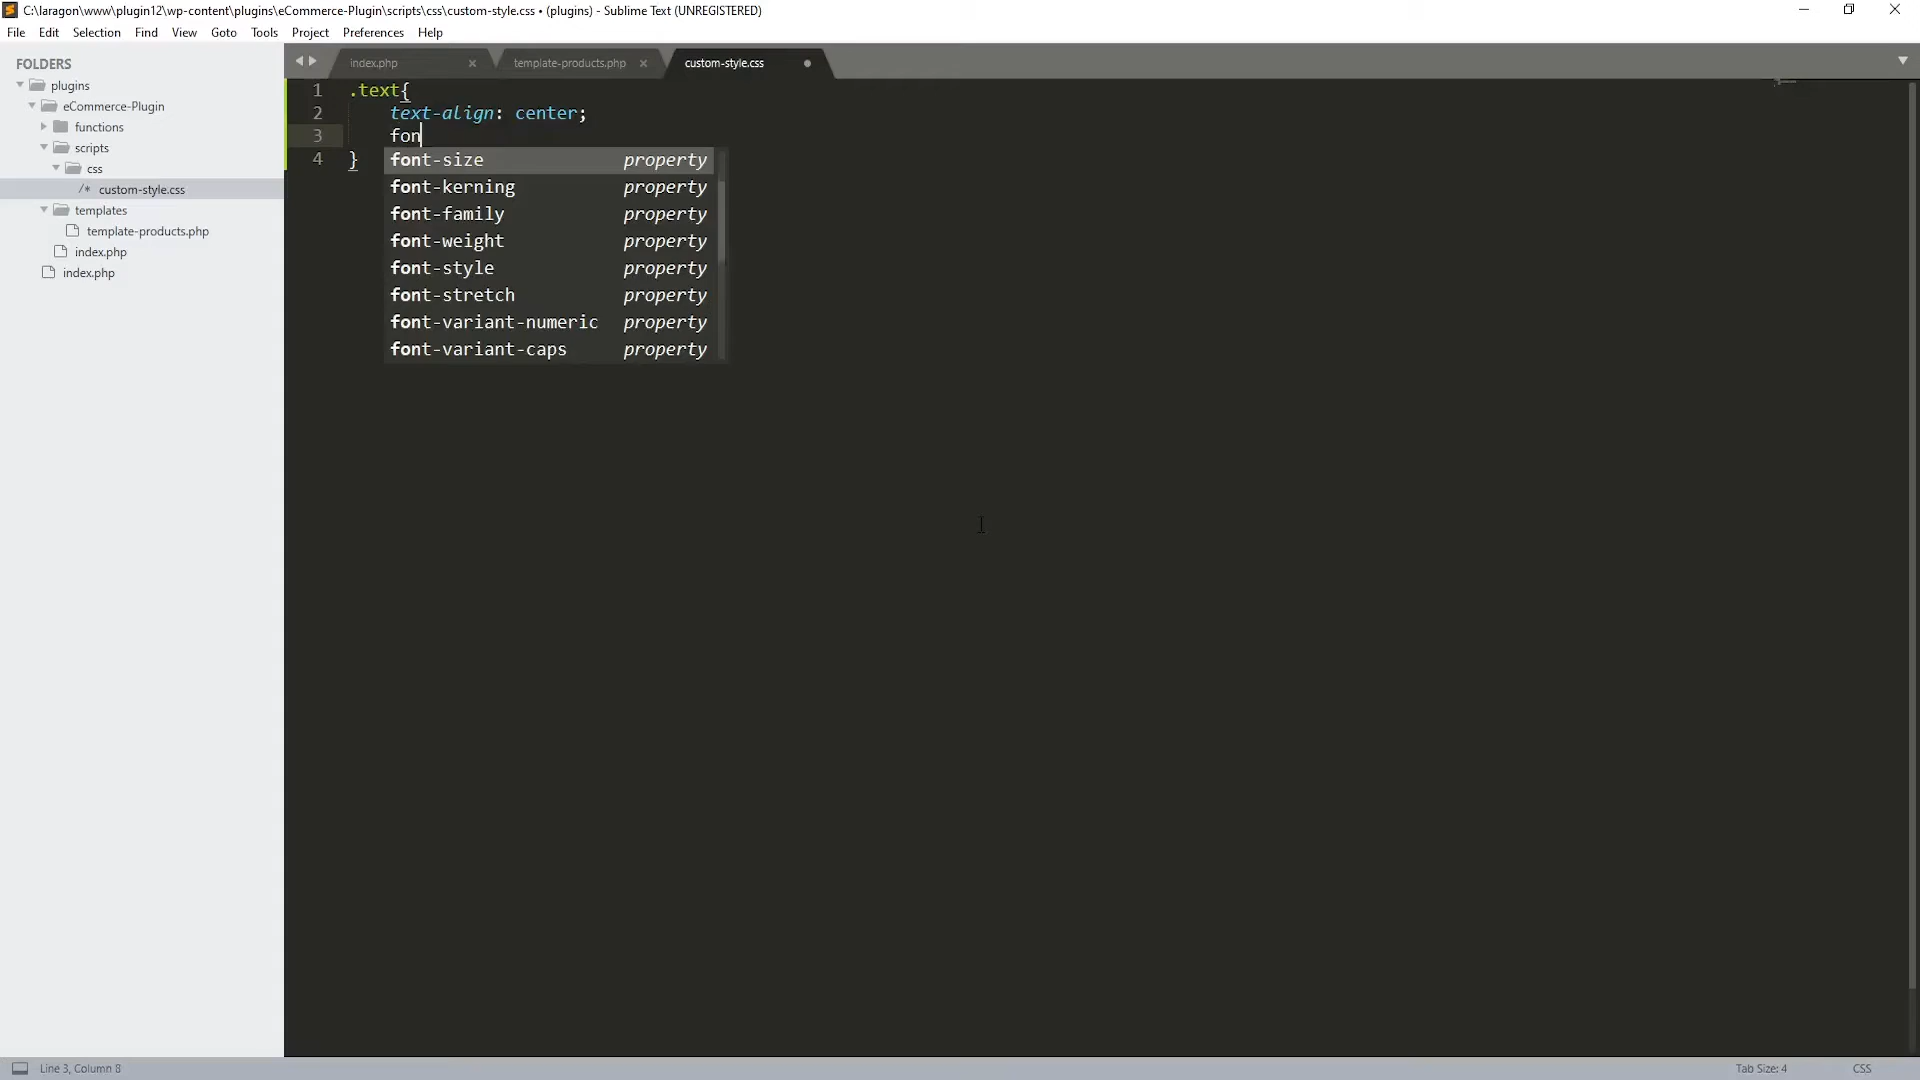 C:\laragon\www\plugin12\wp-content\plugins\eCommerce-Plugin\scripts\css\custom-style.css • (plugins) - Sublime Text (UNREGISTERED)
File Edit Selection Find View Goto Tools Project Preferences Help
FOLDERS
plugins
eCommerce-Plugin
functions
scripts
css
/* custom-style.css
templates
template-products.php
index.php
index.php
index.php template-products.php custom-style.css
1 .text{
2 text-align: center;
3 fon
4 }
font-size property
font-kerning property
font-family property
font-weight property
font-style property
font-stretch property
font-variant-numeric property
font-variant-caps property
Line 3, Column 8 Tab Size: 4 CSS